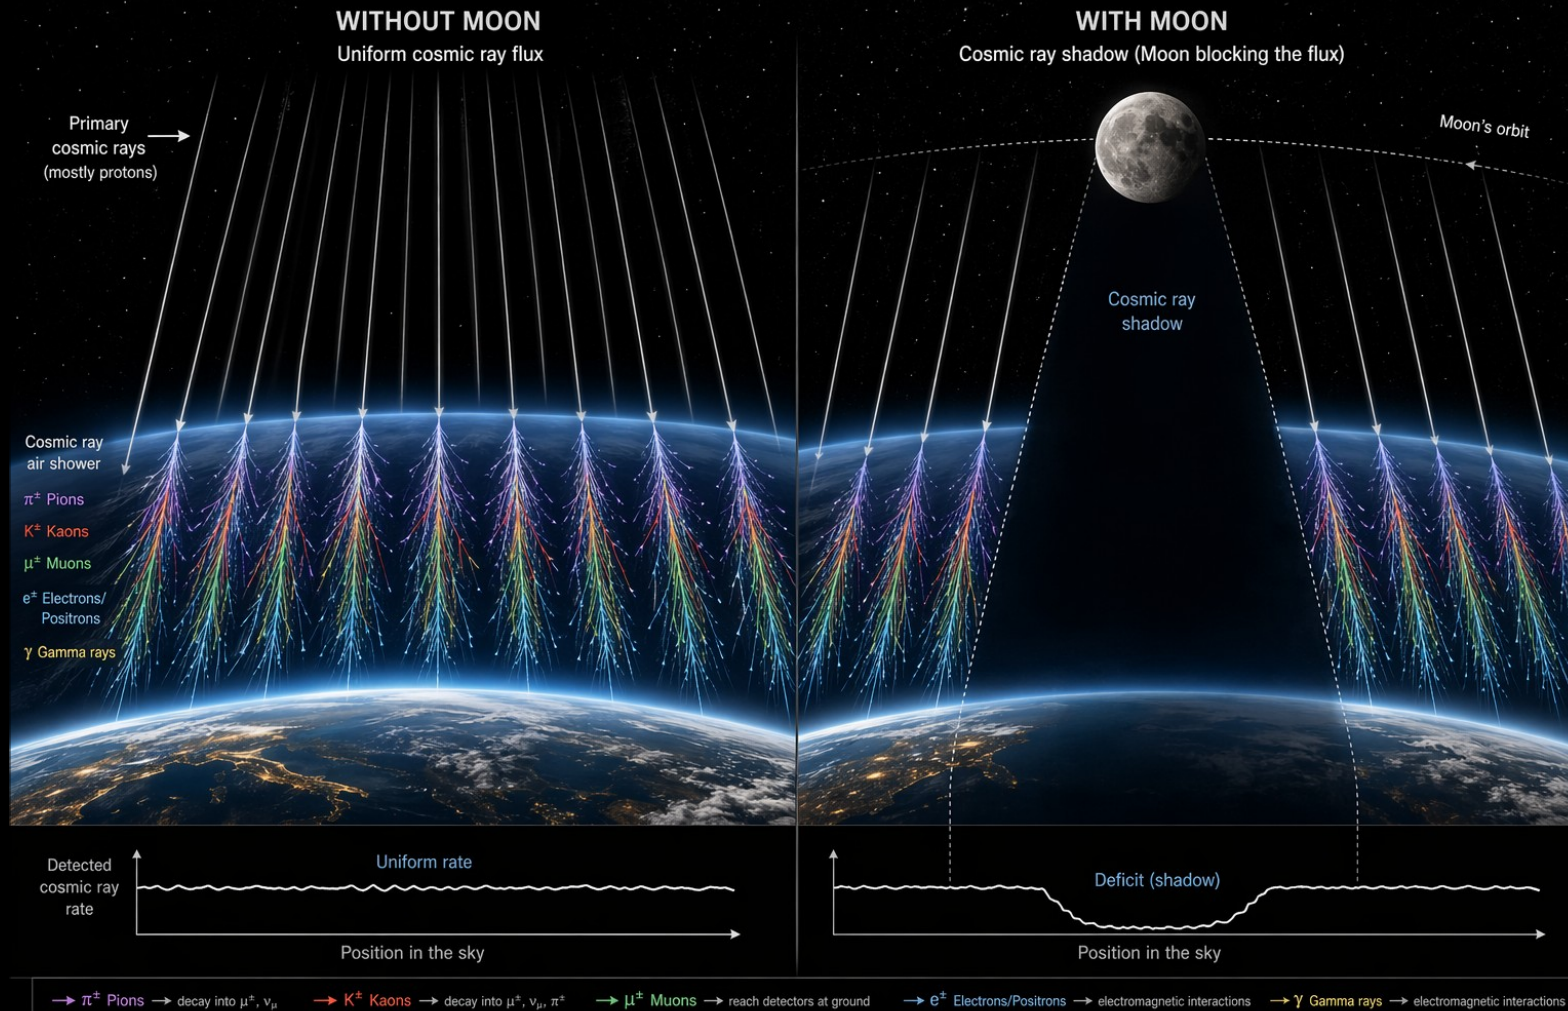 WITHOUT MOON
Uniform cosmic ray flux
Primary
cosmic rays
(mostly protons)
Cosmic ray
air shower
π± Pions
K± Kaons
μ± Muons
e± Electrons/
Positrons
γ Gamma rays
Detected
cosmic ray
rate
Uniform rate
Position in the sky
WITH MOON
Cosmic ray shadow (Moon blocking the flux)
Moon's orbit
Cosmic ray
shadow
Deficit (shadow)
Position in the sky
π± Pions → decay into μ±, νμ
K± Kaons → decay into μ±, νμ, π±
μ± Muons → reach detectors at ground
e± Electrons/Positrons → electromagnetic interactions
γ Gamma rays → electromagnetic interactions